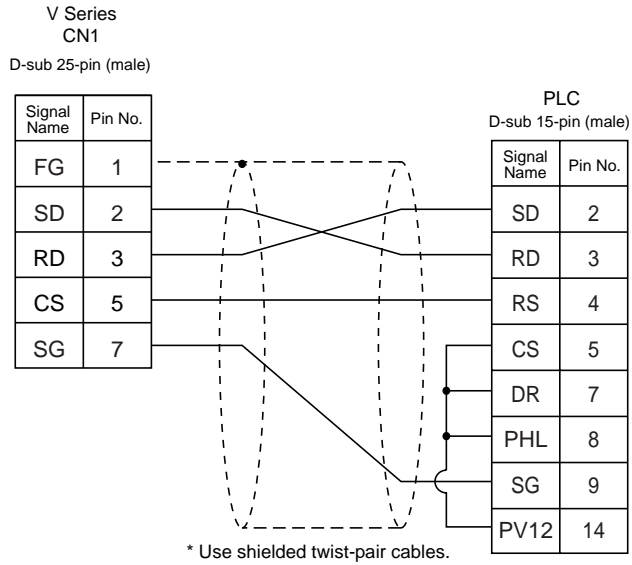 V Series
CN1
D-sub 25-pin (male)
Signal Name Pin No.
FG 1
SD 2
RD 3
CS 5
SG 7
PLC
D-sub 15-pin (male)
Signal Name Pin No.
SD 2
RD 3
RS 4
CS 5
DR 7
PHL 8
SG 9
PV12 14
* Use shielded twist-pair cables.